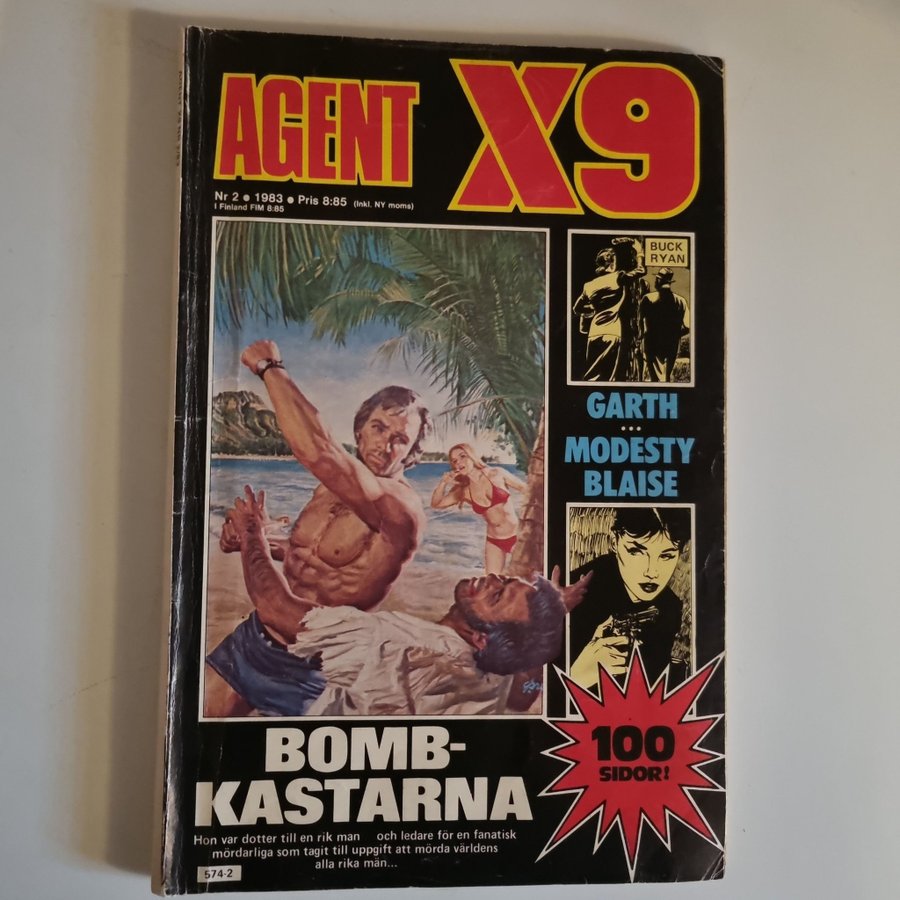 AGENT X9
Nr 2 • 1983 • Pris 8:85 (Inkl. NY moms)
I Finland FIM 8:85
BUCK
RYAN
GARTH
...
MODESTY
BLAISE
100
SIDOR!
BOMB-
KASTARNA
Hon var dotter till en rik man och ledare för en fanatisk
mördarliga som tagit till uppgift att mörda världens
alla rika män...
574-2